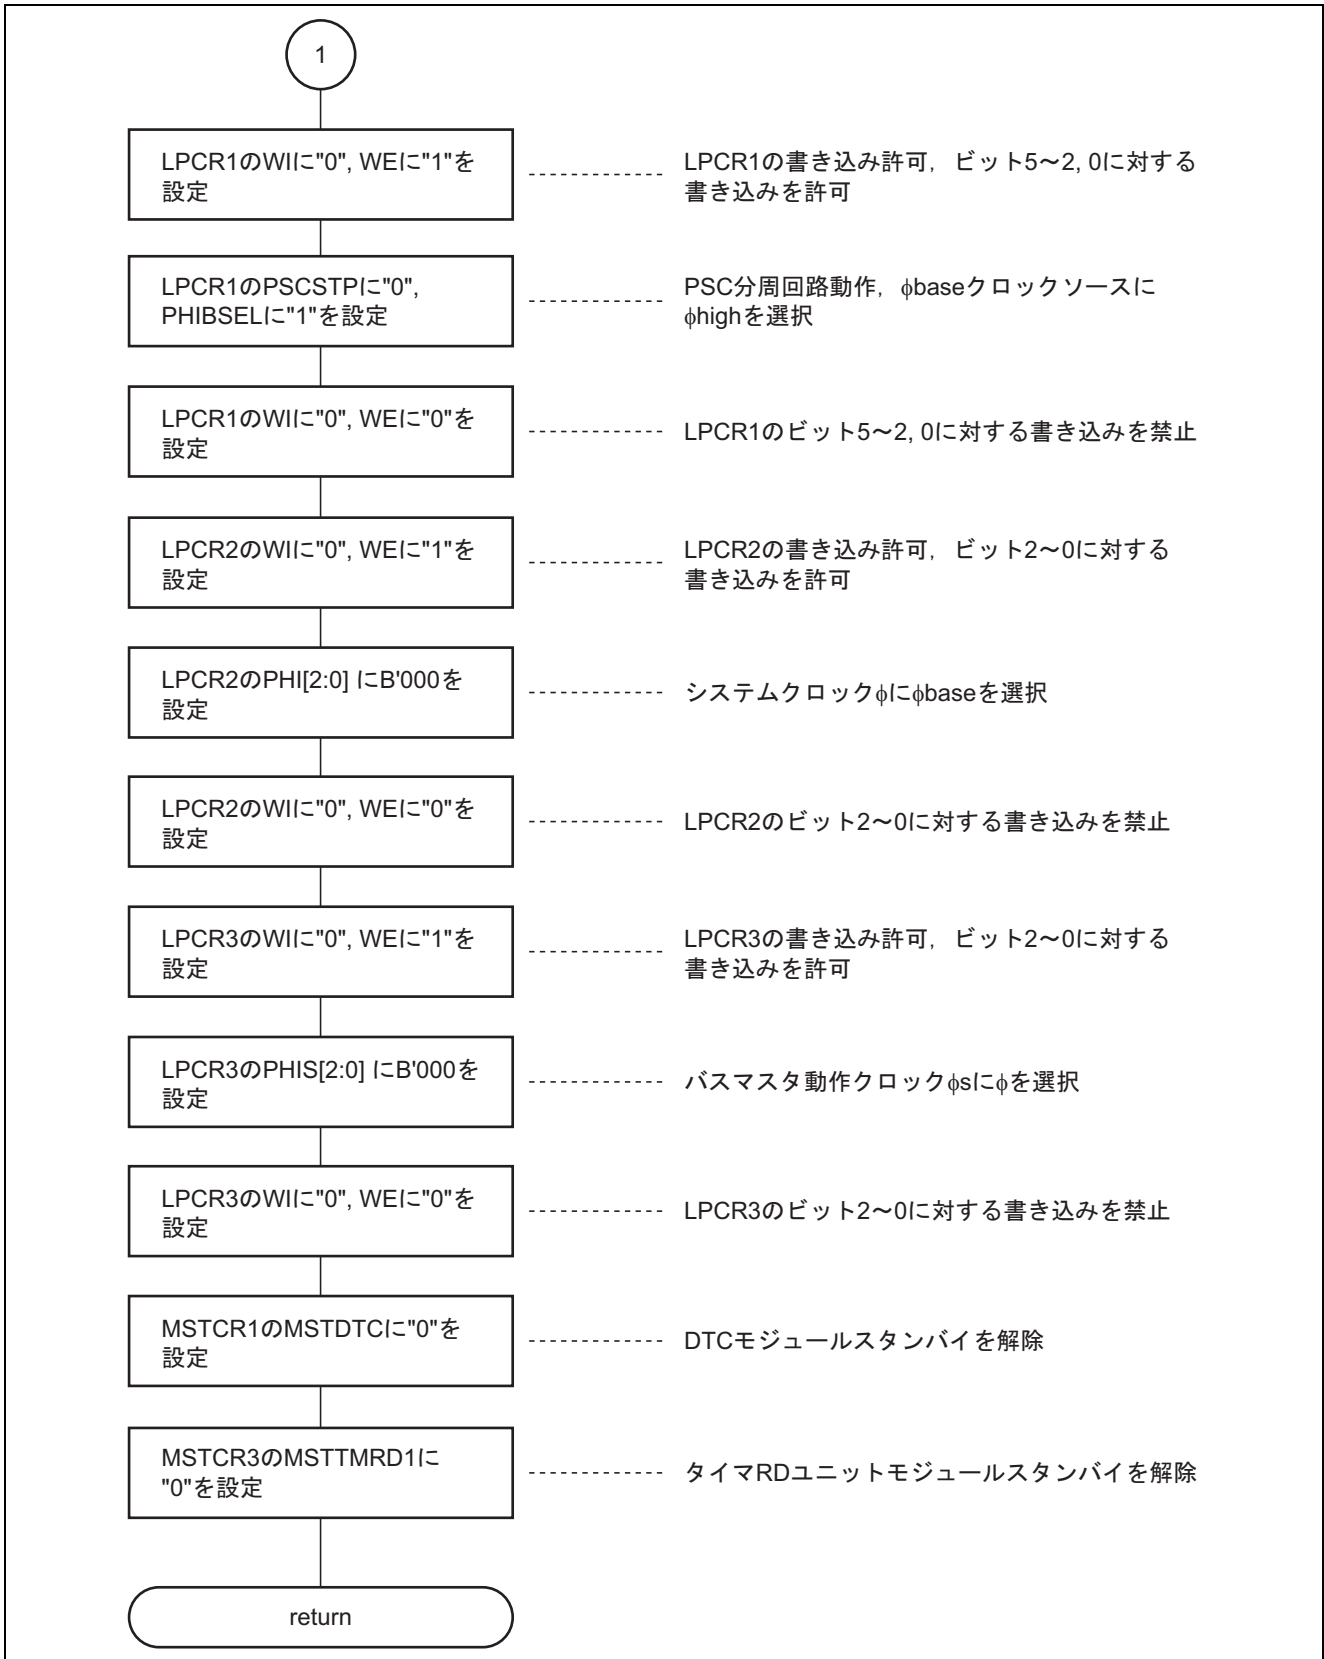 1
LPCR1のWIに"0", WEに"1"を
設定
LPCR1の書き込み許可，ビット5～2, 0に対する
書き込みを許可
LPCR1のPSCSTPに"0",
PHIBSELに"1"を設定
PSC分周回路動作，φbaseクロックソースに
φhighを選択
LPCR1のWIに"0", WEに"0"を
設定
LPCR1のビット5～2, 0に対する書き込みを禁止
LPCR2のWIに"0", WEに"1"を
設定
LPCR2の書き込み許可，ビット2～0に対する
書き込みを許可
LPCR2のPHI[2:0] にB'000を
設定
システムクロックφにφbaseを選択
LPCR2のWIに"0", WEに"0"を
設定
LPCR2のビット2～0に対する書き込みを禁止
LPCR3のWIに"0", WEに"1"を
設定
LPCR3の書き込み許可，ビット2～0に対する
書き込みを許可
LPCR3のPHIS[2:0] にB'000を
設定
バスマスタ動作クロックφsにφを選択
LPCR3のWIに"0", WEに"0"を
設定
LPCR3のビット2～0に対する書き込みを禁止
MSTCR1のMSTDTCに"0"を
設定
DTCモジュールスタンバイを解除
MSTCR3のMSTTMRD1に
"0"を設定
タイマRDユニットモジュールスタンバイを解除
return